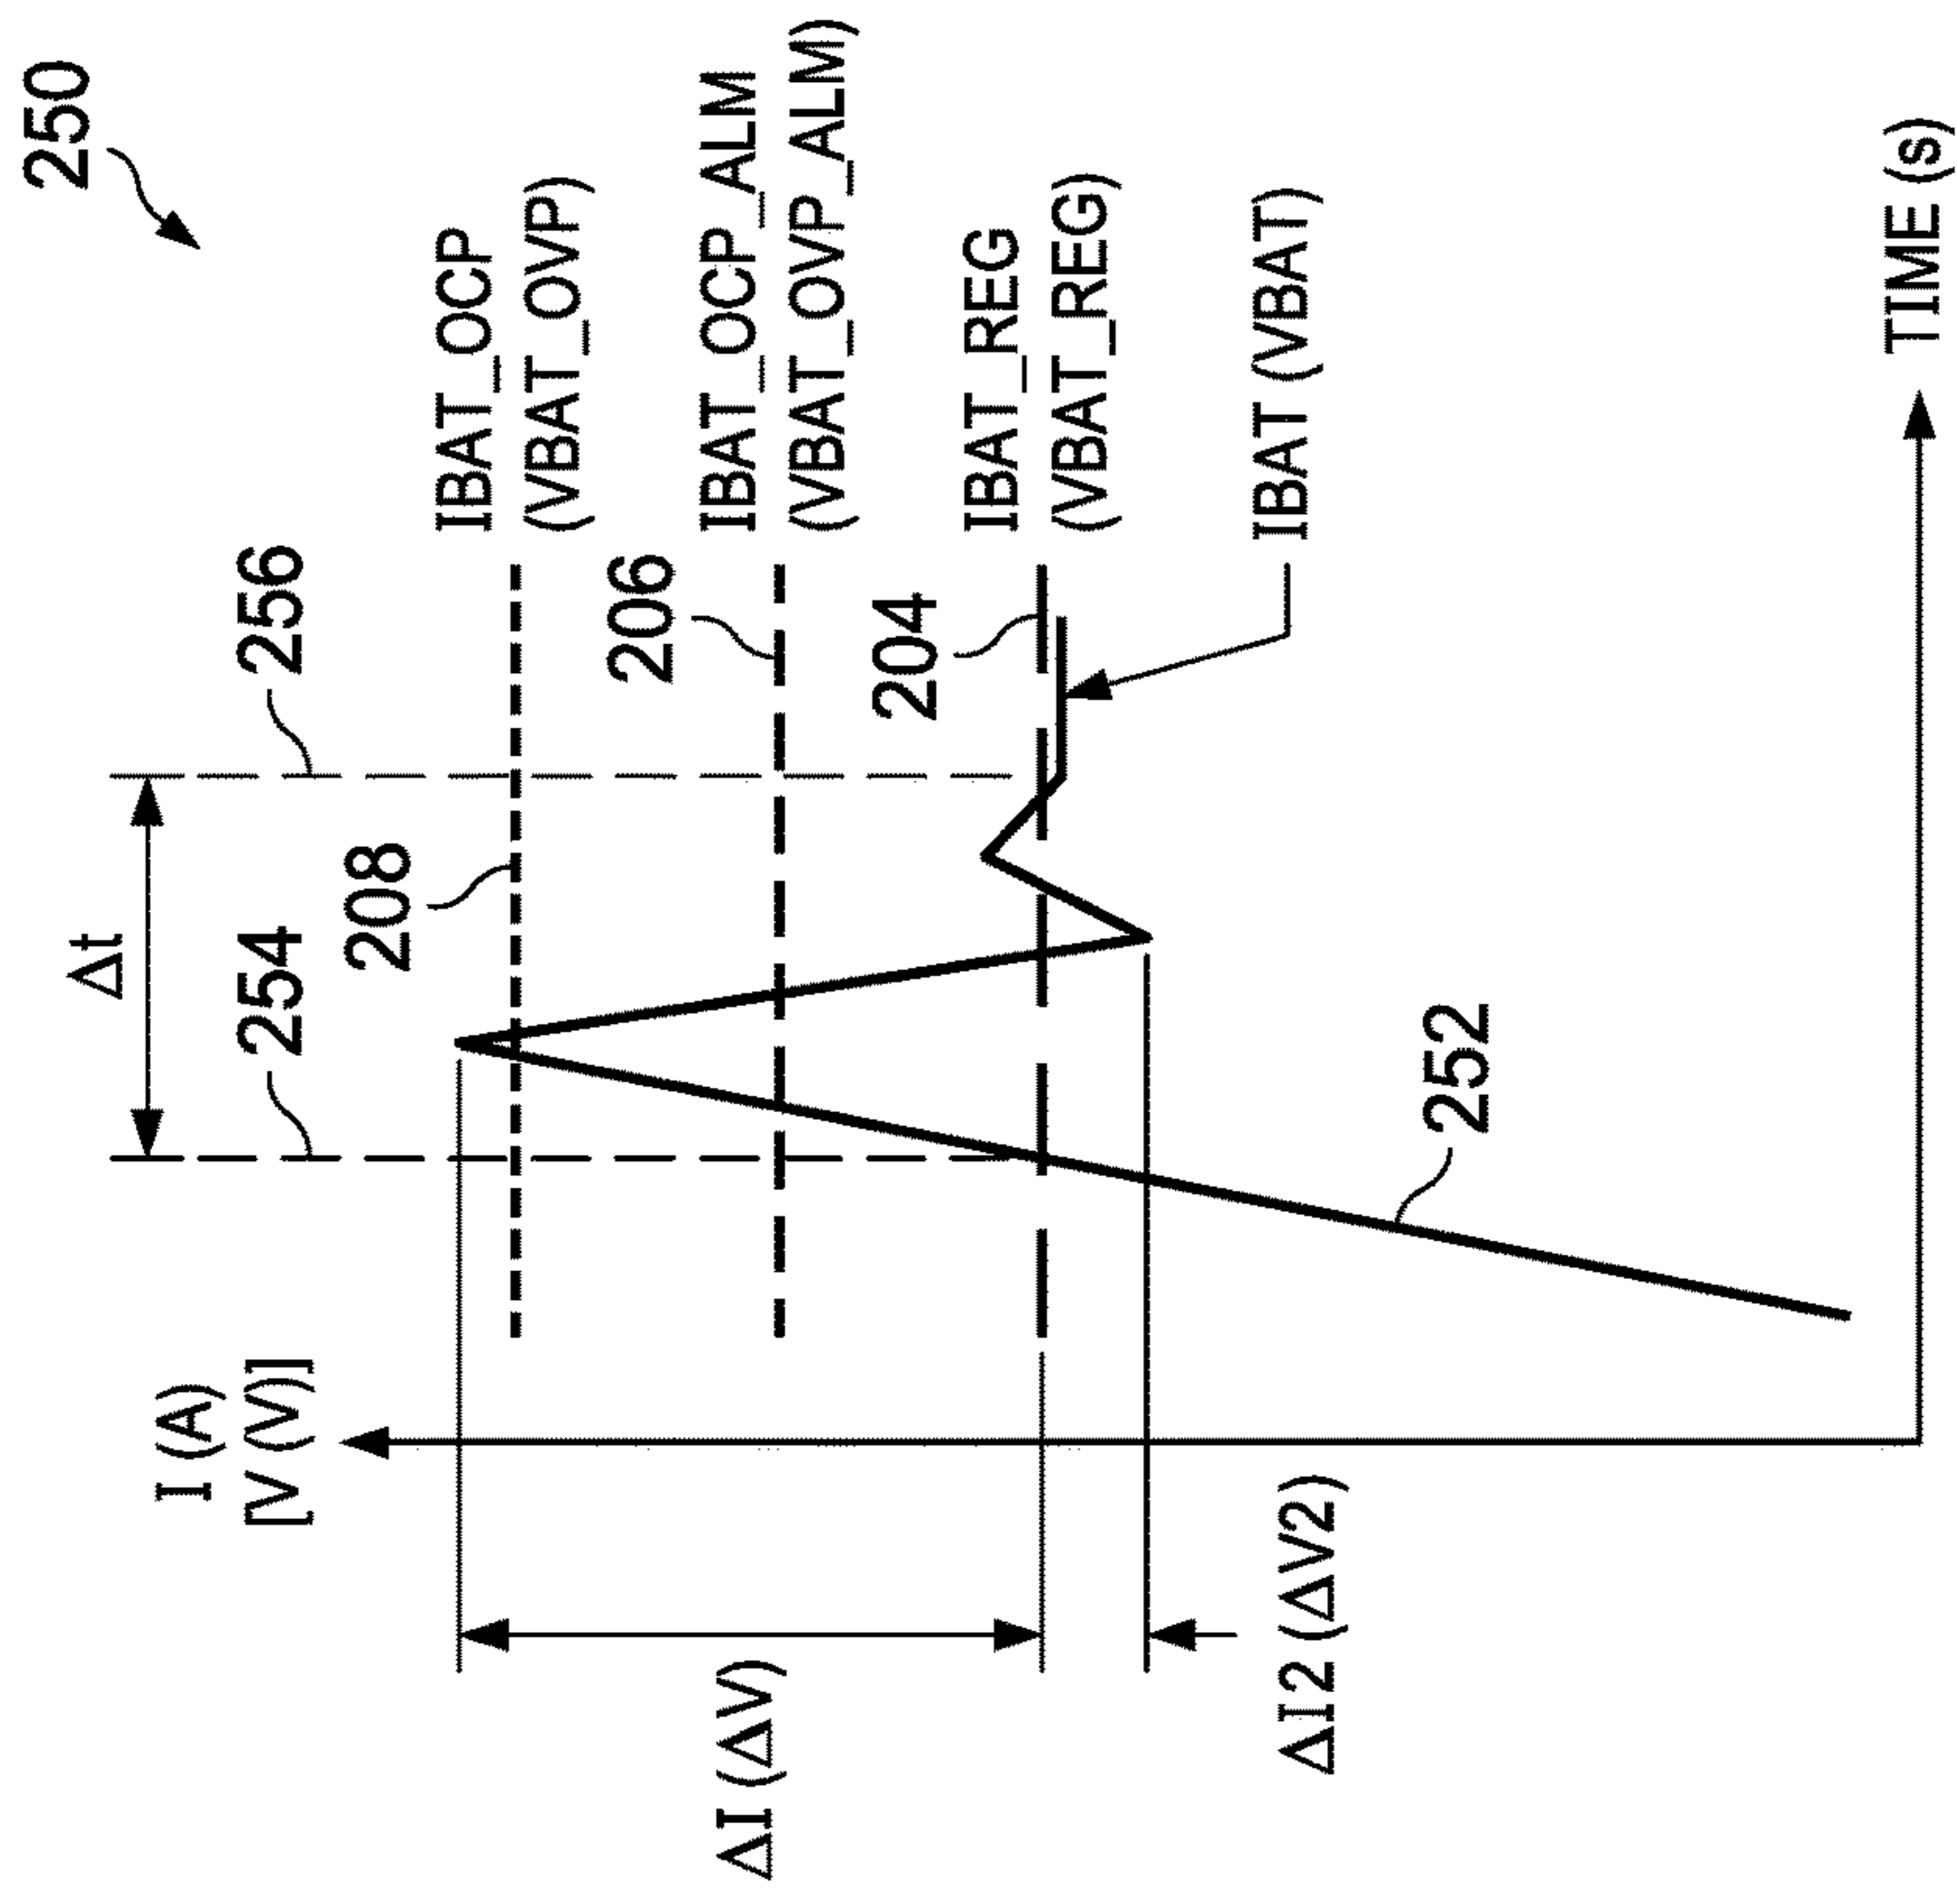 250
Δt
254
256
I (A)
[V (V)]
208
IBAT_OCP
(VBAT_OVP)
206
IBAT_OCP_ALM
(VBAT_OVP_ALM)
ΔI (ΔV)
204
IBAT_REG
(VBAT_REG)
IBAT (VBAT)
ΔI2 (ΔV2)
252
TIME (s)